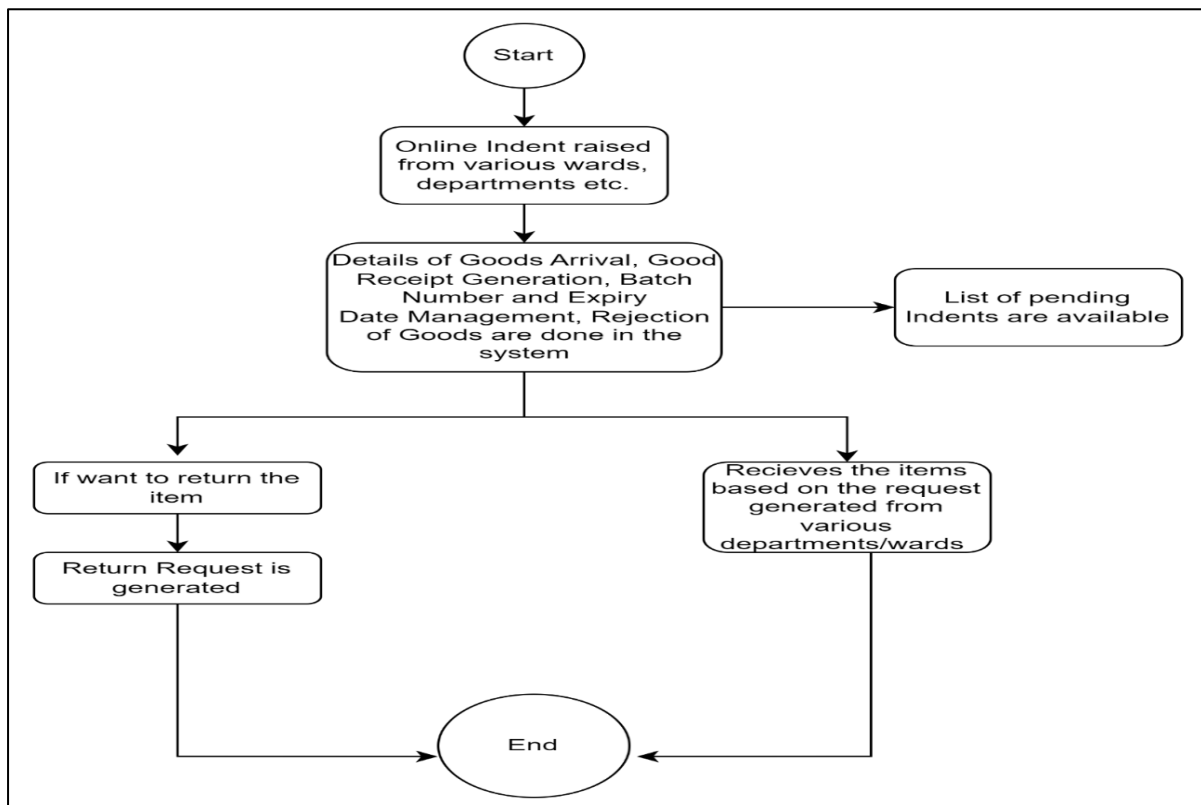 Start
Online Indent raised
from various wards,
departments etc.
Details of Goods Arrival, Good
Receipt Generation, Batch
Number and Expiry
Date Management, Rejection
of Goods are done in the
system
List of pending
Indents are available
If want to return the
item
Recieves the items
based on the request
generated from
various
departments/wards
Return Request is
generated
End